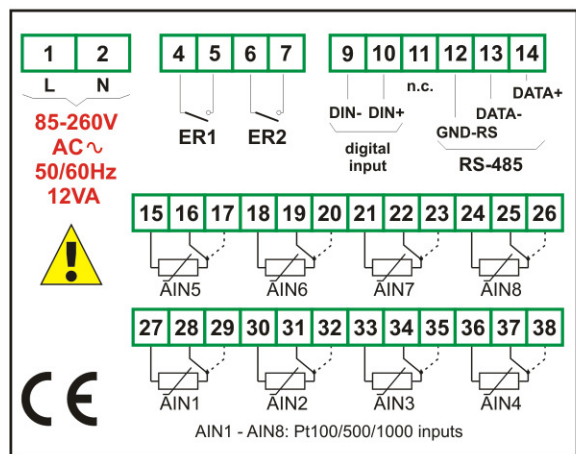 1 2 4 5 6 7 9 10 11 12 13 14
L N n.c. DATA+
ER1 ER2 DIN- DIN+ DATA-
GND-RS
85-260V
AC ~
50/60Hz
12VA
digital
input
RS-485
15 16 17 18 19 20 21 22 23 24 25 26
AIN5 AIN6 AIN7 AIN8
27 28 29 30 31 32 33 34 35 36 37 38
AIN1 AIN2 AIN3 AIN4
!
CE
AIN1 - AIN8: Pt100/500/1000 inputs